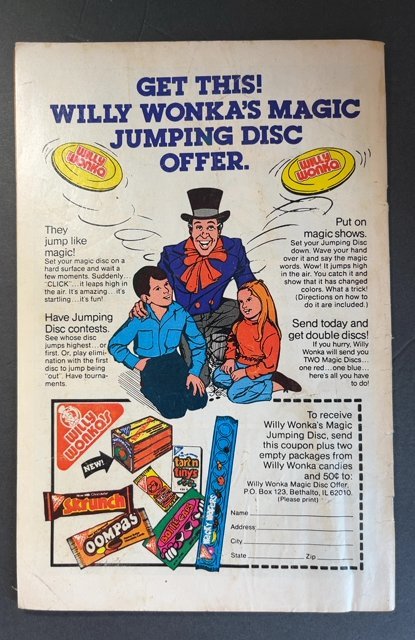 GET THIS!
WILLY WONKA'S MAGIC
JUMPING DISC
OFFER.
WILLY
WONKA
WILLY
WONKA
They
jump like
magic!
Set your magic disc on a
hard surface and wait a
few moments. Suddenly...
"CLICK"...it leaps high in
the air. It's amazing...it's
startling...it's fun!
Have Jumping
Disc contests.
See whose disc
jumps highest...or
first. Or, play elimi-
nation with the first
disc to jump being
"out". Have tourna-
ments.
Put on
magic shows.
Set your Jumping Disc
down. Wave your hand
over it and say the magic
words. Wow! It jumps high
in the air. You catch it and
show that it has changed
colors. What a trick!
(Directions on how to
do it are included.)
Send today and
get double discs!
If you hurry, Willy
Wonka will send you
TWO Magic Discs...
one red...one blue...
here's all you have
to do!
WILLY
WONKA'S
NEW!
tart n
tinys
Skrunch
OOMPAS
To receive
Willy Wonka's Magic
Jumping Disc, send
this coupon plus two
empty packages from
Willy Wonka candies
and 50¢ to:
Willy Wonka Magic Disc Offer,
P.O. Box 123, Bethalto, IL 62010.
(Please print)
Name
Address
City
State Zip